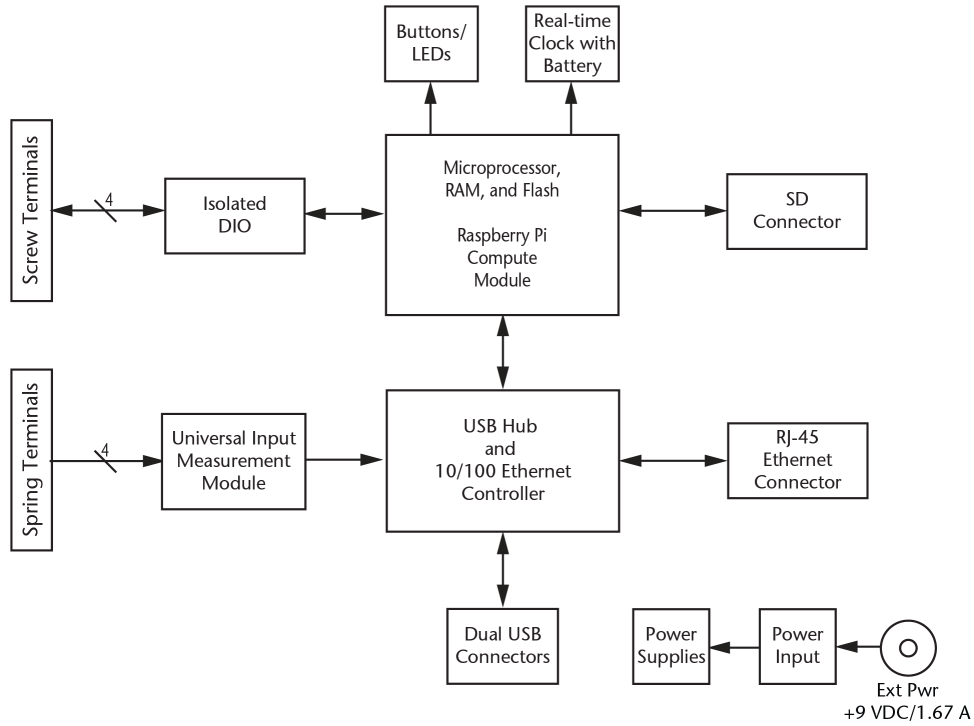 Buttons/
LEDs
Real-time
Clock with
Battery
Screw Terminals
4
Isolated
DIO
Microprocessor,
RAM, and Flash
Raspberry Pi
Compute
Module
SD
Connector
Spring Terminals
4
Universal Input
Measurement
Module
USB Hub
and
10/100 Ethernet
Controller
RJ-45
Ethernet
Connector
Dual USB
Connectors
Power
Supplies
Power
Input
Ext Pwr
+9 VDC/1.67 A